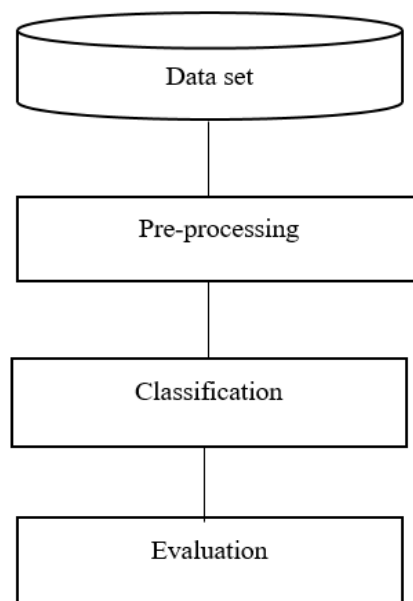 Data set
Pre-processing
Classification
Evaluation